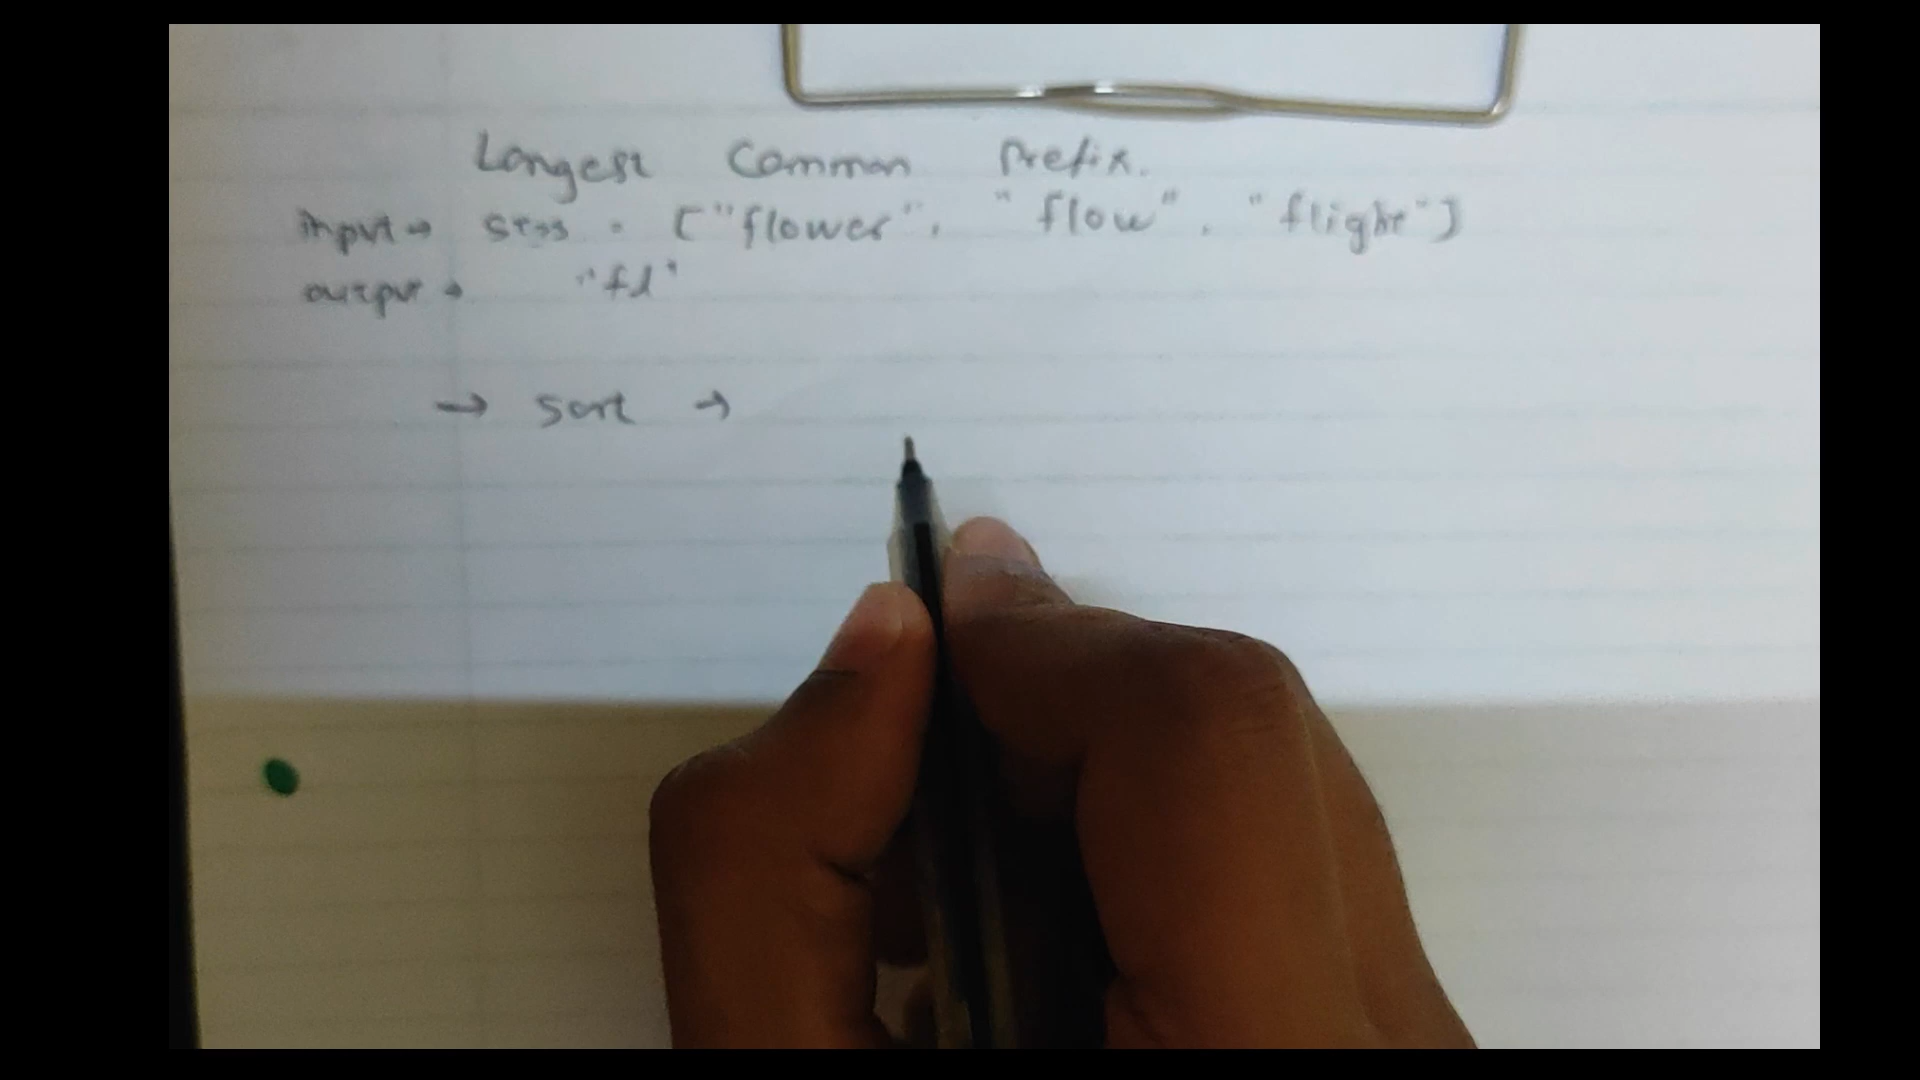 Longest Common Prefix.
input → strs = ["flower", "flow", "flight"]
output → "fl"
→ Sort →